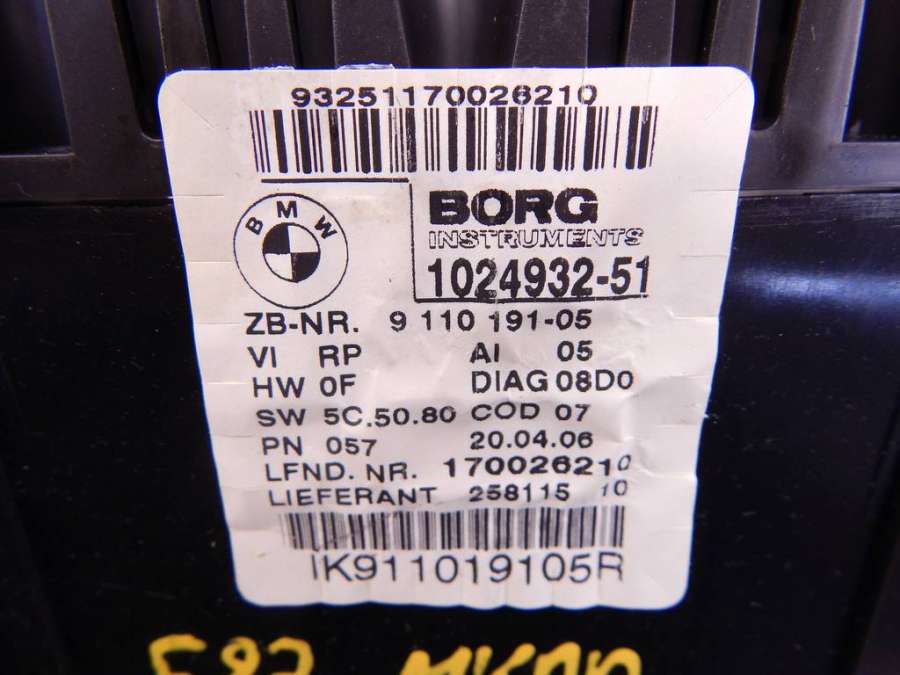 93251170026210
BMW
BORG
INSTRUMENTS
1024932-51
ZB-NR. 9 110 191-05
VI RP AI 05
HW 0F DIAG 08D0
SW 5C.50.80 COD 07
PN 057 20.04.06
LFND. NR. 170026210
LIEFERANT 258115 10
IK911019105R